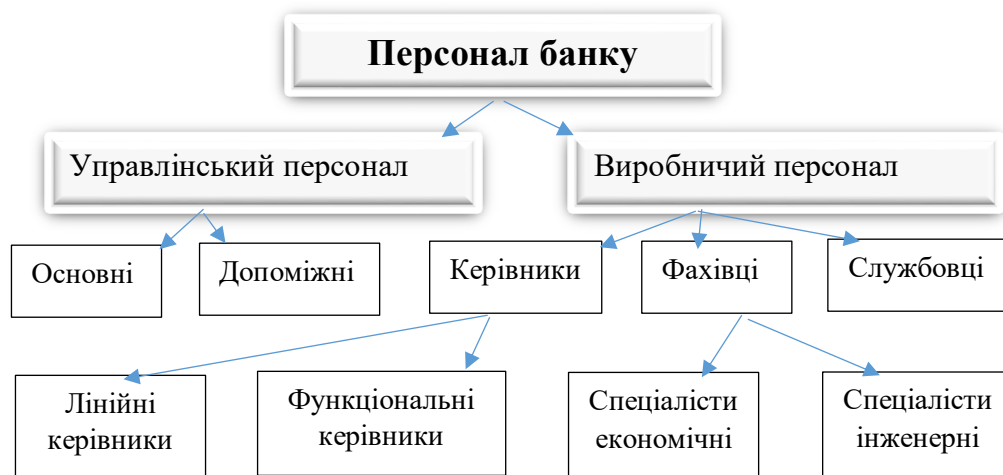 Персонал банку
Управлінський персонал
Виробничий персонал
Основні
Допоміжні
Керівники
Фахівці
Службовці
Лінійні
керівники
Функціональні
керівники
Спеціалісти
економічні
Спеціалісти
інженерні